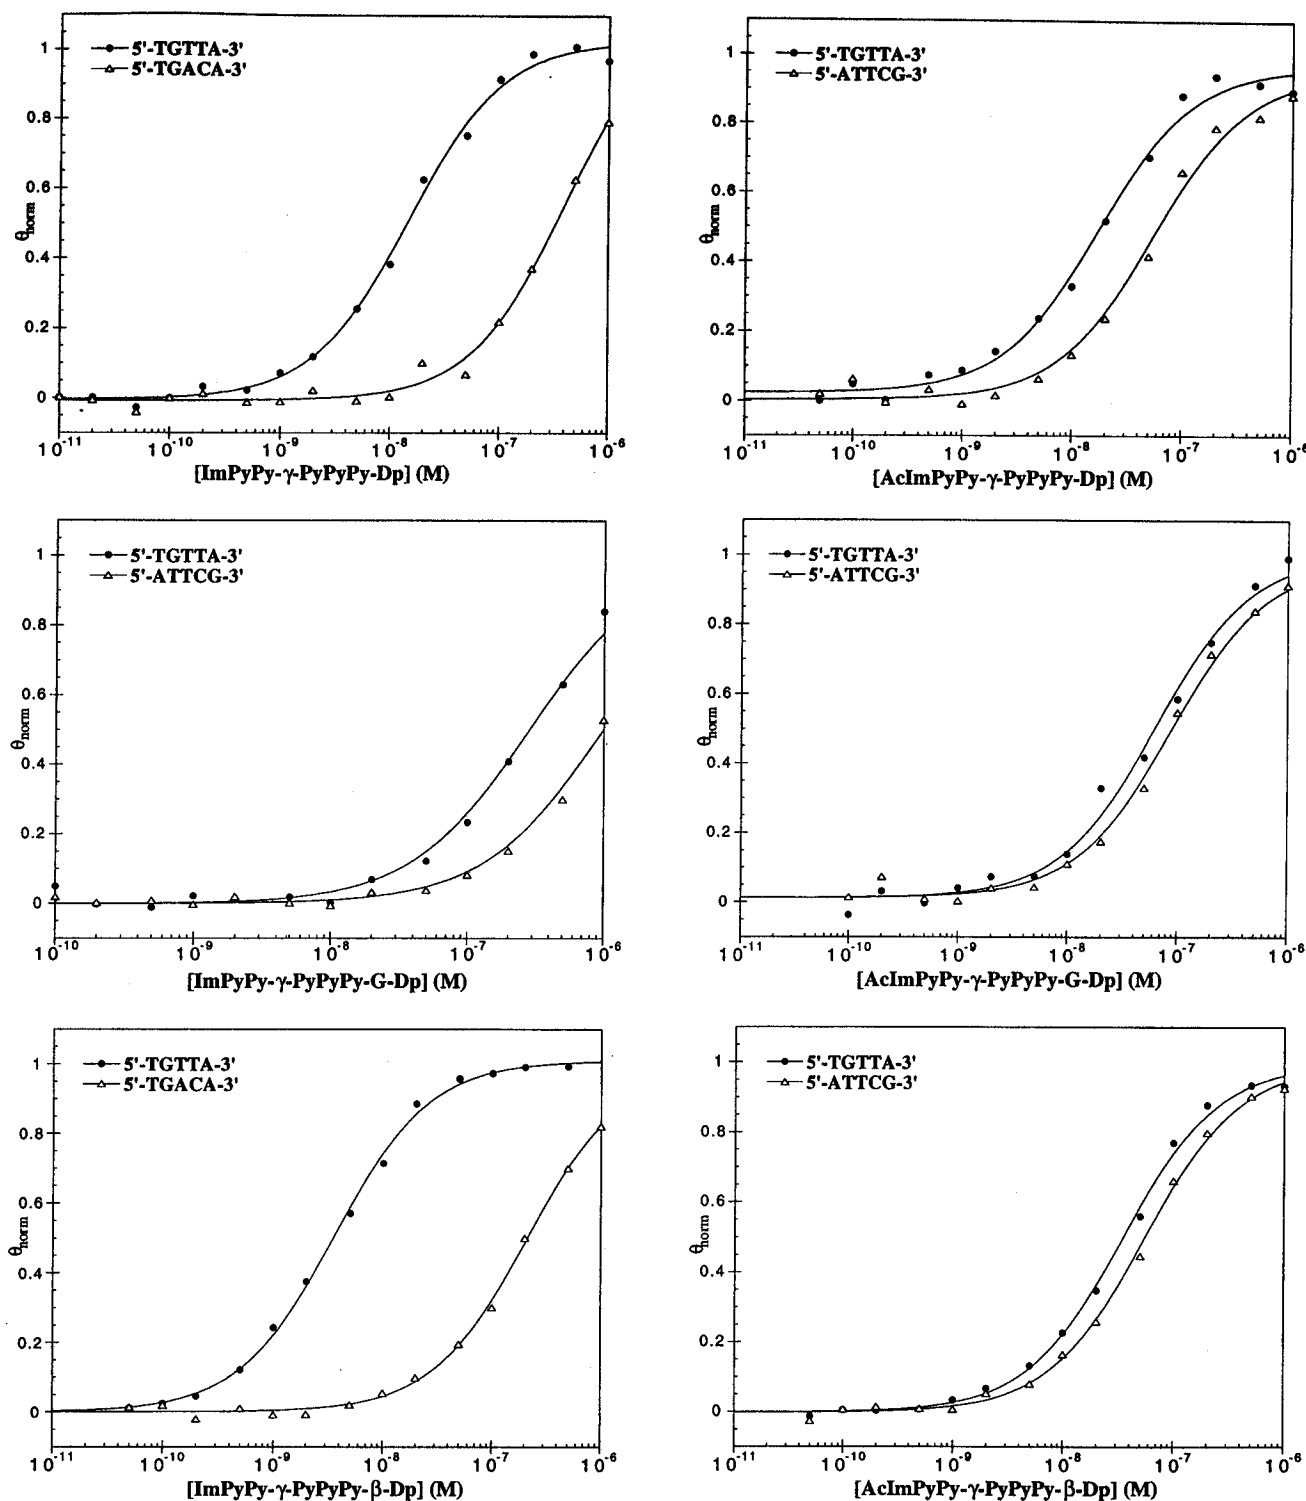 5'-TGTTA-3'
5'-TGACA-3'
1
0.8
0.6
0.4
0.2
0
θnorm
10⁻¹¹ 10⁻¹⁰ 10⁻⁹ 10⁻⁸ 10⁻⁷ 10⁻⁶
[ImPyPy-γ-PyPyPy-Dp] (M)
5'-TGTTA-3'
5'-ATTCG-3'
1
0.8
0.6
0.4
0.2
0
θnorm
10⁻¹¹ 10⁻¹⁰ 10⁻⁹ 10⁻⁸ 10⁻⁷ 10⁻⁶
[AcImPyPy-γ-PyPyPy-Dp] (M)
5'-TGTTA-3'
5'-ATTCG-3'
1
0.8
0.6
0.4
0.2
0
θnorm
10⁻¹⁰ 10⁻⁹ 10⁻⁸ 10⁻⁷ 10⁻⁶
[ImPyPy-γ-PyPyPy-G-Dp] (M)
5'-TGTTA-3'
5'-ATTCG-3'
1
0.8
0.6
0.4
0.2
0
θnorm
10⁻¹¹ 10⁻¹⁰ 10⁻⁹ 10⁻⁸ 10⁻⁷ 10⁻⁶
[AcImPyPy-γ-PyPyPy-G-Dp] (M)
5'-TGTTA-3'
5'-TGACA-3'
1
0.8
0.6
0.4
0.2
0
θnorm
10⁻¹¹ 10⁻¹⁰ 10⁻⁹ 10⁻⁸ 10⁻⁷ 10⁻⁶
[ImPyPy-γ-PyPyPy-β-Dp] (M)
5'-TGTTA-3'
5'-ATTCG-3'
1
0.8
0.6
0.4
0.2
0
θnorm
10⁻¹¹ 10⁻¹⁰ 10⁻⁹ 10⁻⁸ 10⁻⁷ 10⁻⁶
[AcImPyPy-γ-PyPyPy-β-Dp] (M)